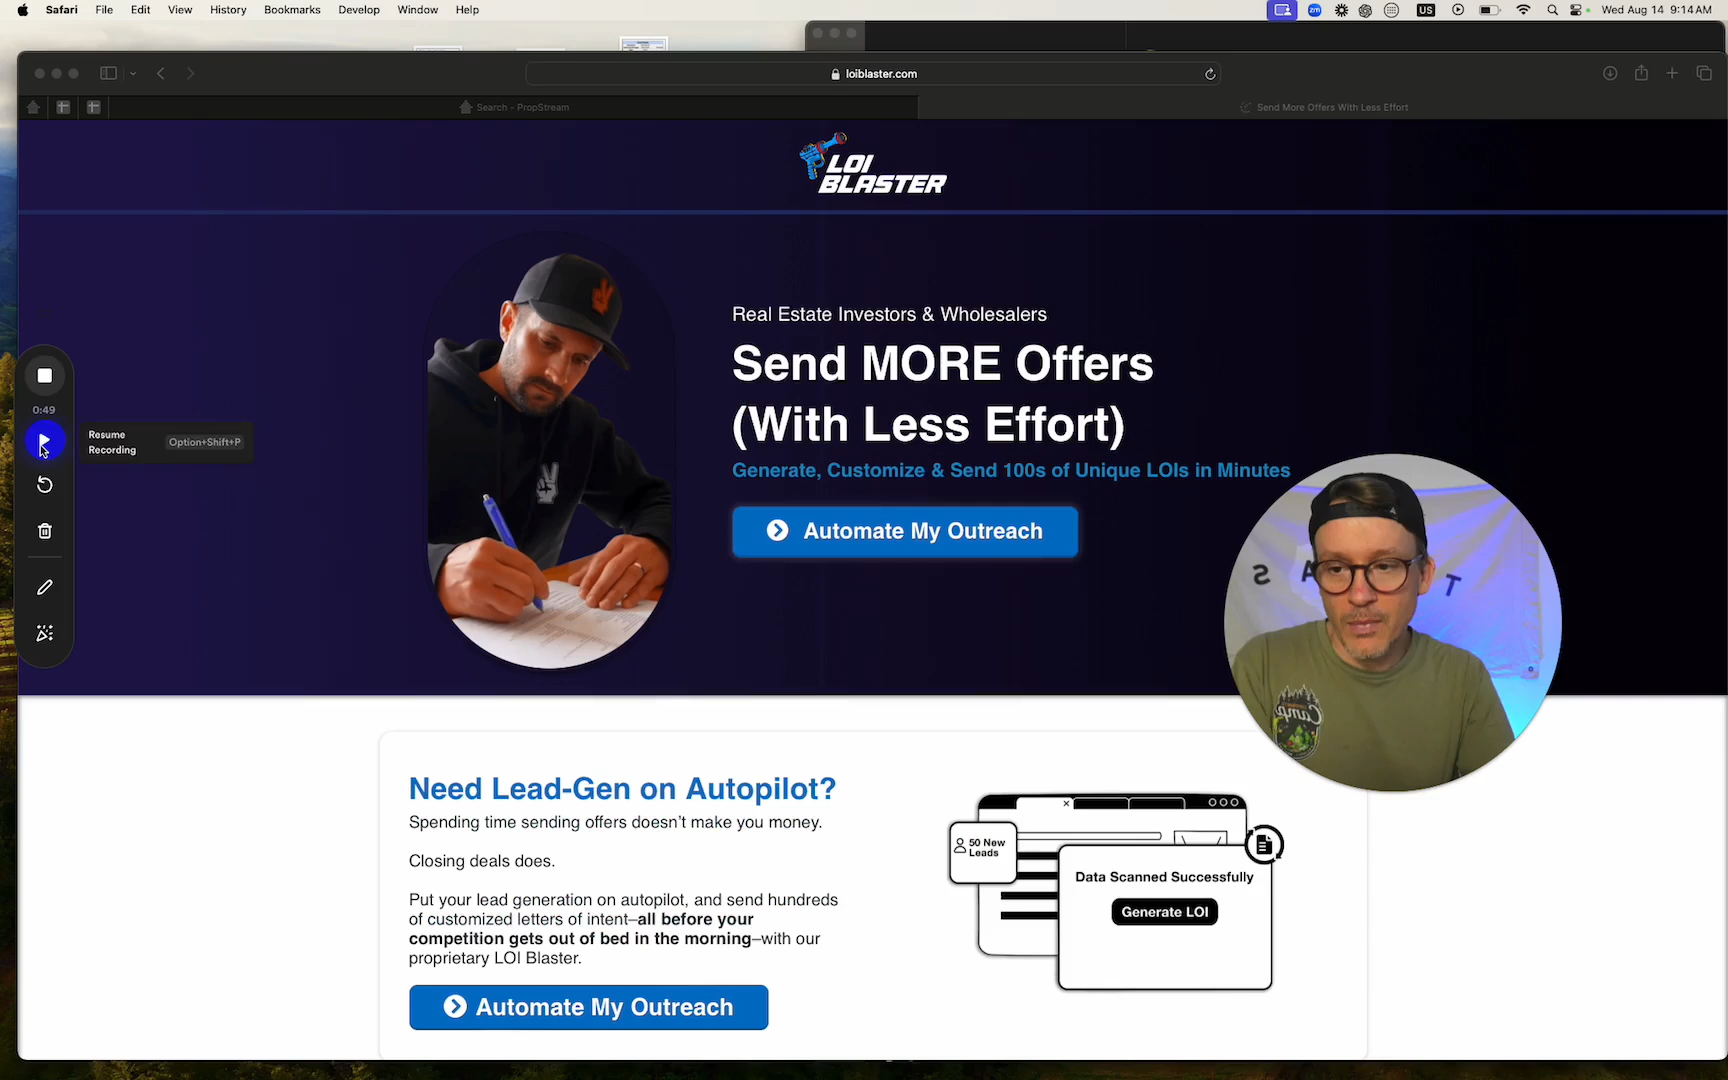 Safari File Edit View History Bookmarks Develop Window Help
zm
US
Wed Aug 14 9:14 AM
loiblaster.com
Search - PropStream
Send More Offers With Less Effort
LOI
BLASTER
Real Estate Investors & Wholesalers
Send MORE Offers
(With Less Effort)
Generate, Customize & Send 100s of Unique LOIs in Minutes
Automate My Outreach
0:49
Resume
Recording
Option+Shift+P
S A T
Camp
Need Lead-Gen on Autopilot?
Spending time sending offers doesn't make you money.
Closing deals does.
Put your lead generation on autopilot, and send hundreds
of customized letters of intent–all before your
competition gets out of bed in the morning–with our
proprietary LOI Blaster.
Automate My Outreach
50 New
Leads
Data Scanned Successfully
Generate LOI